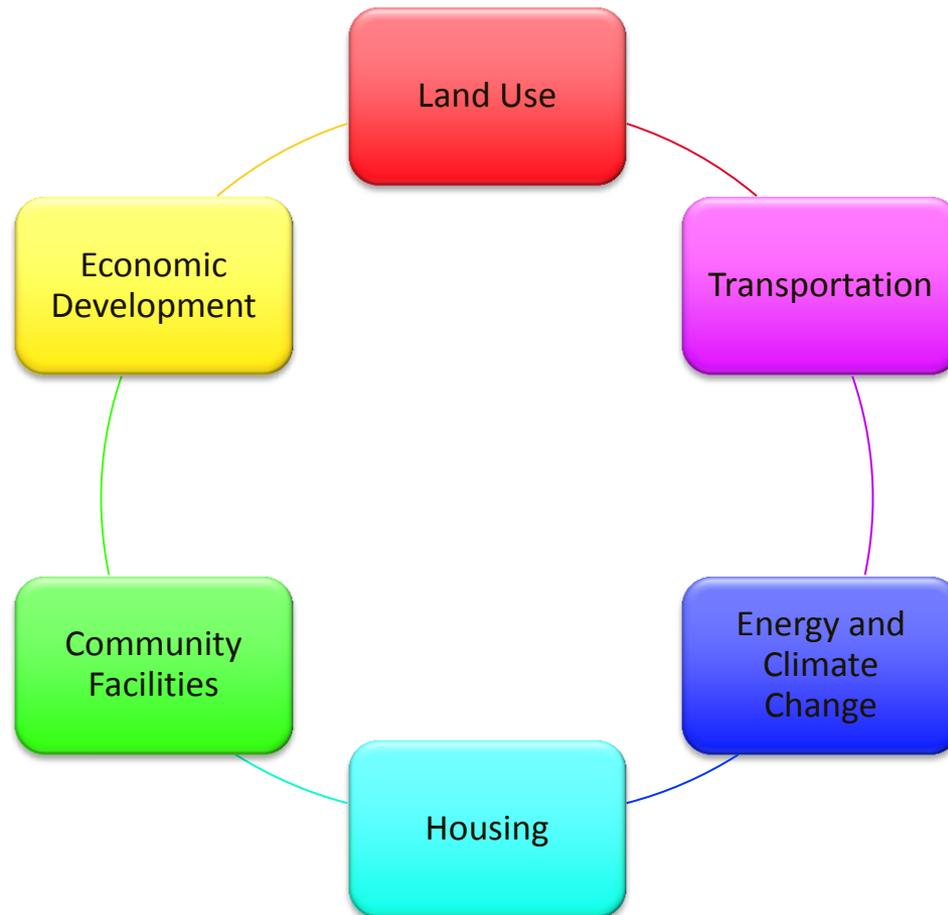 Land Use
Economic
Development
Transportation
Community
Facilities
Energy and
Climate
Change
Housing